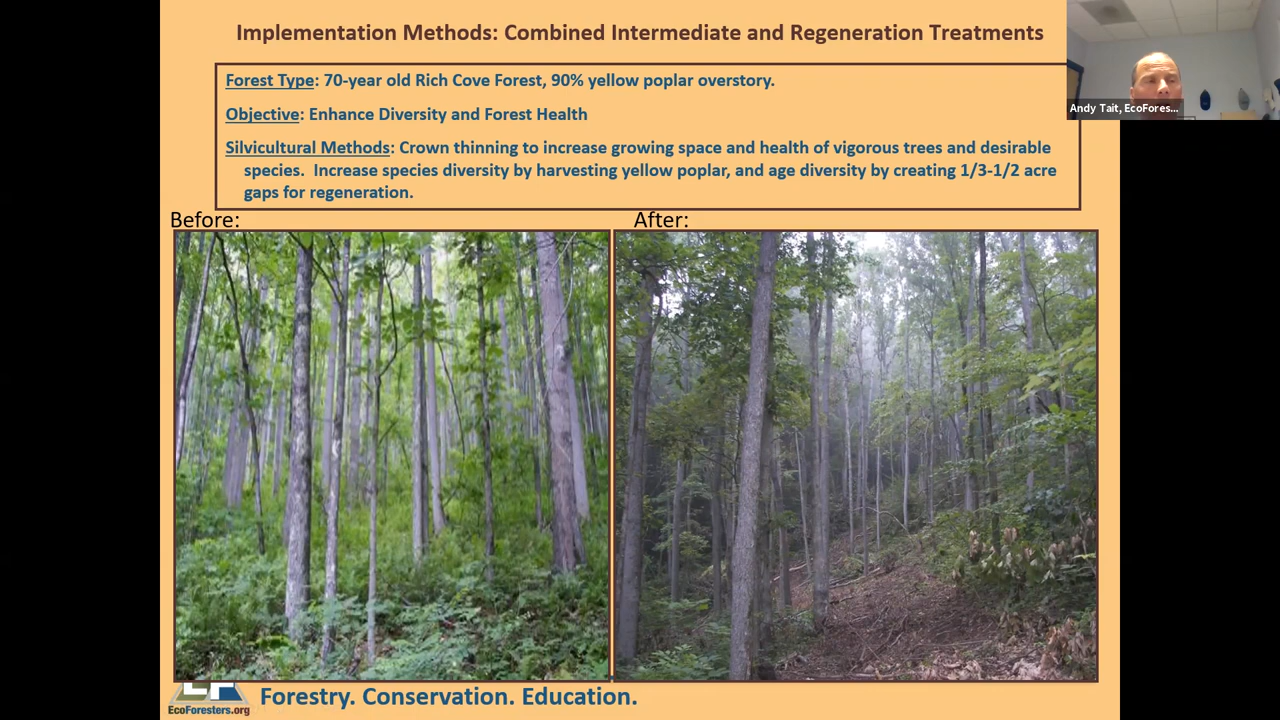 Implementation Methods: Combined Intermediate and Regeneration Treatments
Forest Type: 70-year old Rich Cove Forest, 90% yellow poplar overstory.
Andy Tait, EcoFores...
Objective: Enhance Diversity and Forest Health
Silvicultural Methods: Crown thinning to increase growing space and health of vigorous trees and desirable
species. Increase species diversity by harvesting yellow poplar, and age diversity by creating 1/3-1/2 acre
gaps for regeneration.
Before:
After:
Forestry. Conservation. Education.
EcoForesters.org